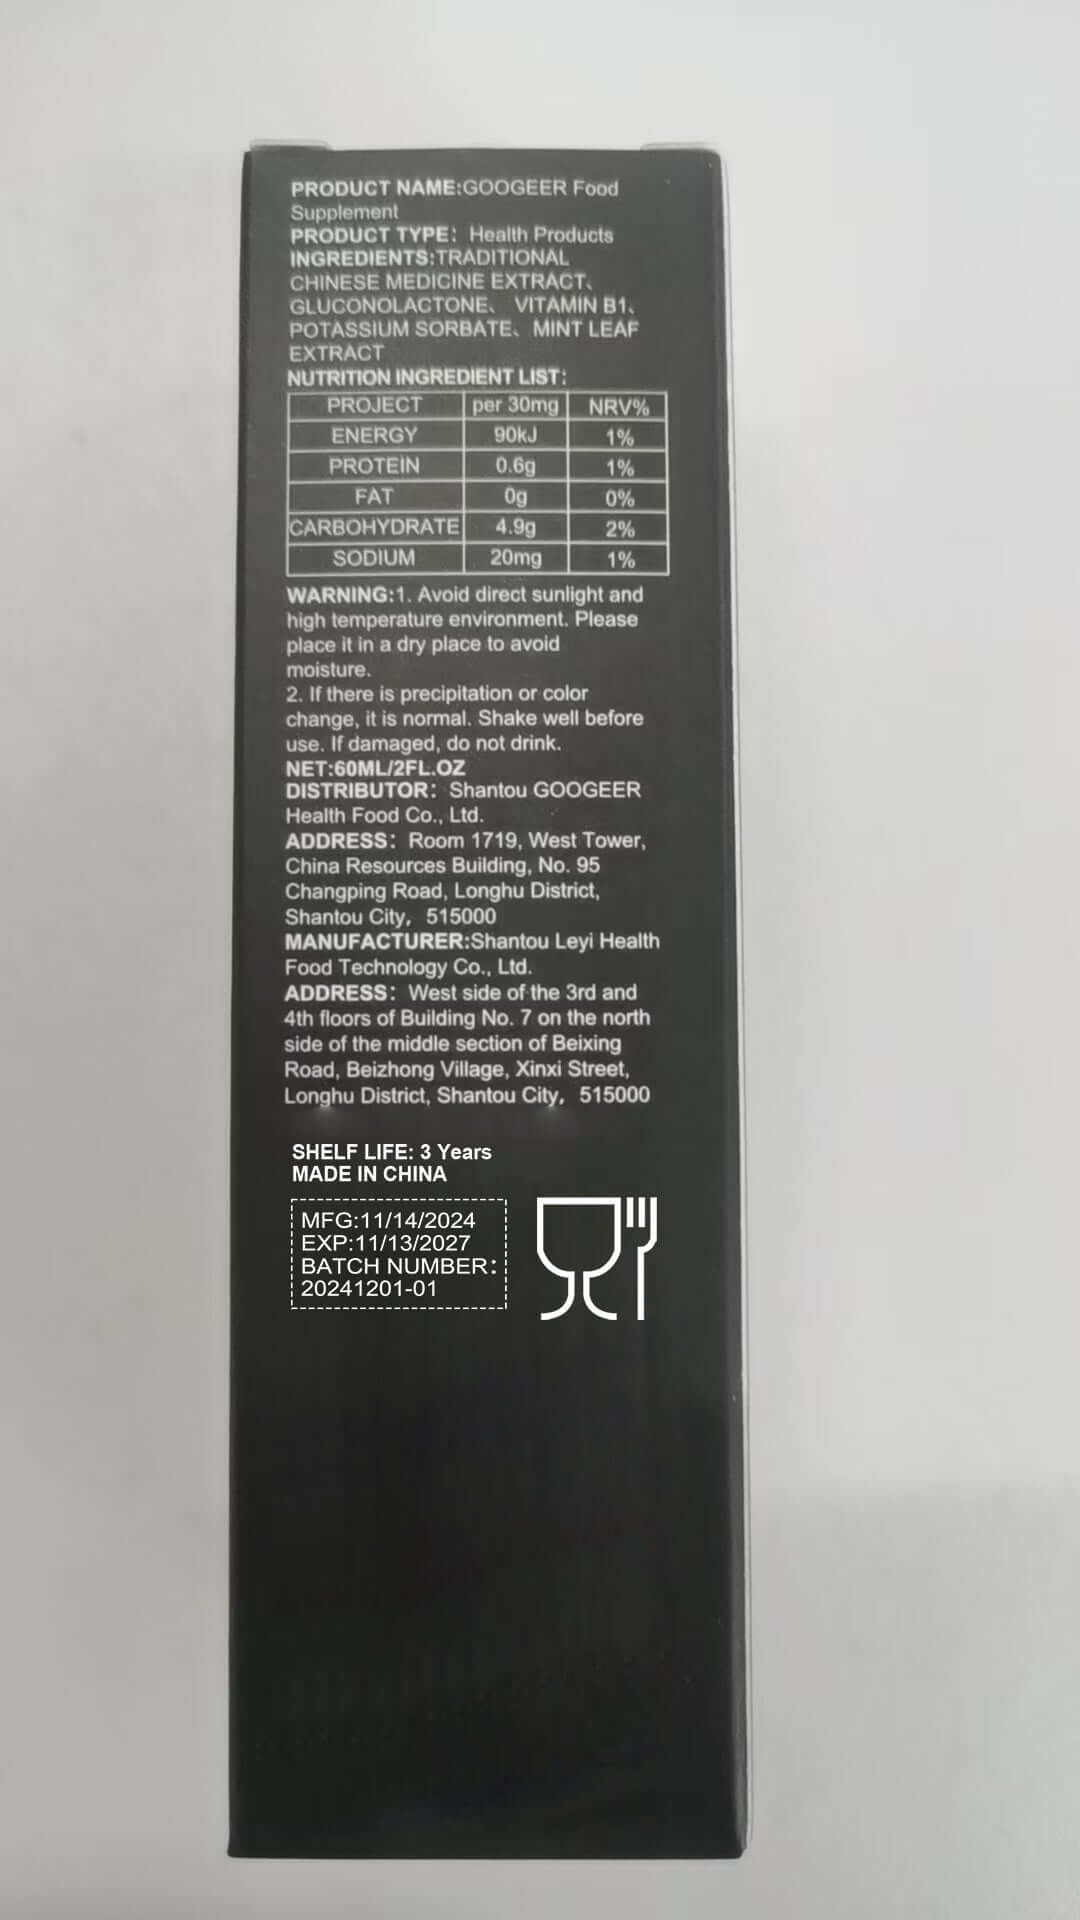 PRODUCT NAME:GOOGEER Food
Supplement
PRODUCT TYPE： Health Products
INGREDIENTS:TRADITIONAL
CHINESE MEDICINE EXTRACT、
GLUCONOLACTONE、 VITAMIN B1、
POTASSIUM SORBATE、 MINT LEAF
EXTRACT
NUTRITION INGREDIENT LIST：
PROJECT per 30mg NRV%
ENERGY 90kJ 1%
PROTEIN 0.6g 1%
FAT 0g 0%
CARBOHYDRATE 4.9g 2%
SODIUM 20mg 1%
WARNING:1. Avoid direct sunlight and
high temperature environment. Please
place it in a dry place to avoid
moisture.
2. If there is precipitation or color
change, it is normal. Shake well before
use. If damaged, do not drink.
NET:60ML/2FL.OZ
DISTRIBUTOR： Shantou GOOGEER
Health Food Co., Ltd.
ADDRESS： Room 1719, West Tower,
China Resources Building, No. 95
Changping Road, Longhu District,
Shantou City，515000
MANUFACTURER:Shantou Leyi Health
Food Technology Co., Ltd.
ADDRESS： West side of the 3rd and
4th floors of Building No. 7 on the north
side of the middle section of Beixing
Road, Beizhong Village, Xinxi Street,
Longhu District, Shantou City，515000
SHELF LIFE: 3 Years
MADE IN CHINA
MFG:11/14/2024
EXP:11/13/2027
BATCH NUMBER：
20241201-01